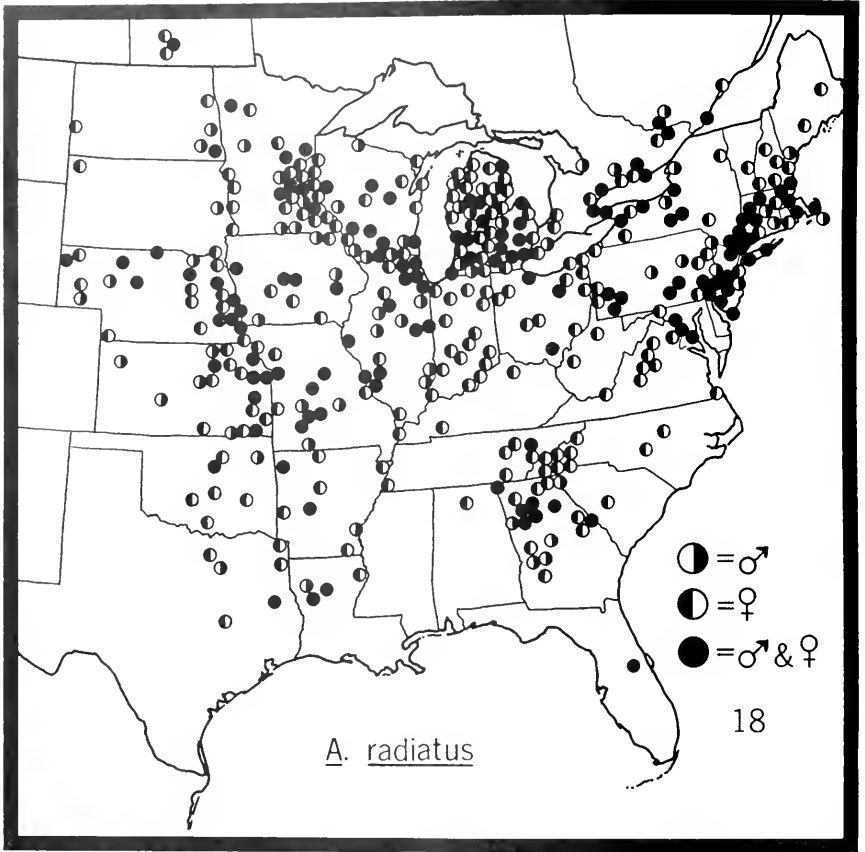 ◑ = ♂
◐ = ♀
● = ♂ & ♀
18
A. radiatus